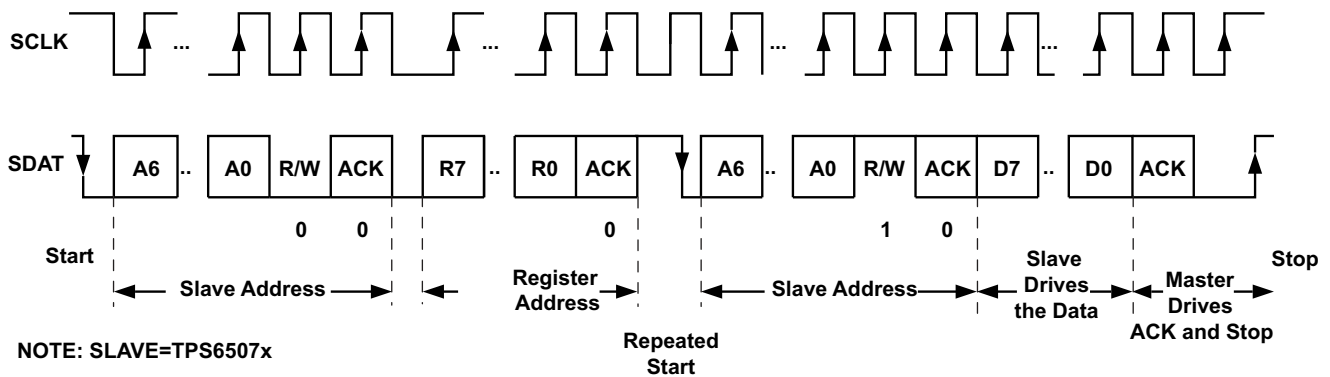 SCLK ... ... ... ...
SDAT A6 .. A0 R/W ACK R7 .. R0 ACK A6 .. A0 R/W ACK D7 .. D0 ACK
0 0 0 1 0
Start Stop
Slave Address
Register
Address
Repeated
Start
Slave Address
Slave
Drives
the Data
Master
Drives
ACK and Stop
NOTE: SLAVE=TPS6507x